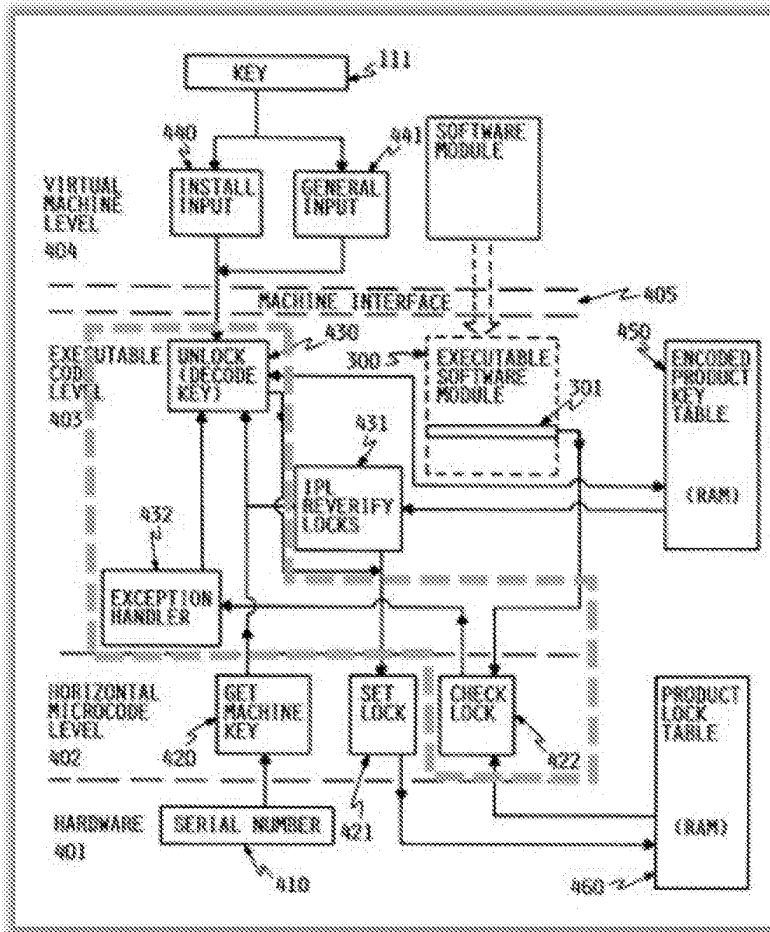 KEY
111
440
441
SOFTWARE
MODULE
VIRTUAL
MACHINE
LEVEL
404
INSTALL
INPUT
GENERAL
INPUT
MACHINE INTERFACE
405
430
450
EXECUTABLE
CODE LEVEL
403
UNLOCK
(DECODE
KEY)
300
EXECUTABLE
SOFTWARE
MODULE
301
ENCODED
PRODUCT
KEY
TABLE
(RAM)
431
IPL
REVERIFY
LOCKS
432
EXCEPTION
HANDLER
HORIZONTAL
MICROCODE
LEVEL
402
GET
MACHINE
KEY
420
SET
LOCK
421
CHECK
LOCK
422
PRODUCT
LOCK
TABLE
(RAM)
460
HARDWARE
401
SERIAL NUMBER
410